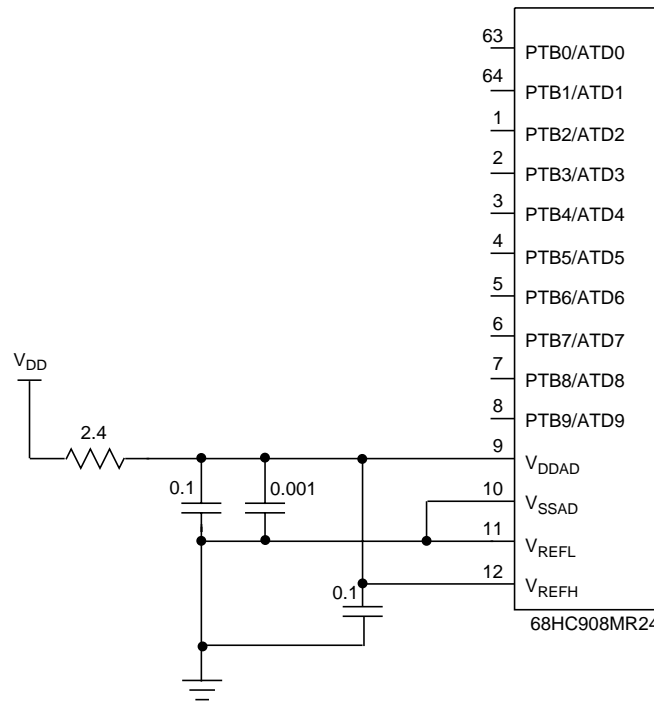 63
PTB0/ATD0
64
PTB1/ATD1
1
PTB2/ATD2
2
PTB3/ATD3
3
PTB4/ATD4
4
PTB5/ATD5
5
PTB6/ATD6
6
PTB7/ATD7
7
PTB8/ATD8
8
PTB9/ATD9
VDD
2.4
9
VDDAD
0.1
0.001
10
VSSAD
11
VREFL
12
VREFH
0.1
68HC908MR24